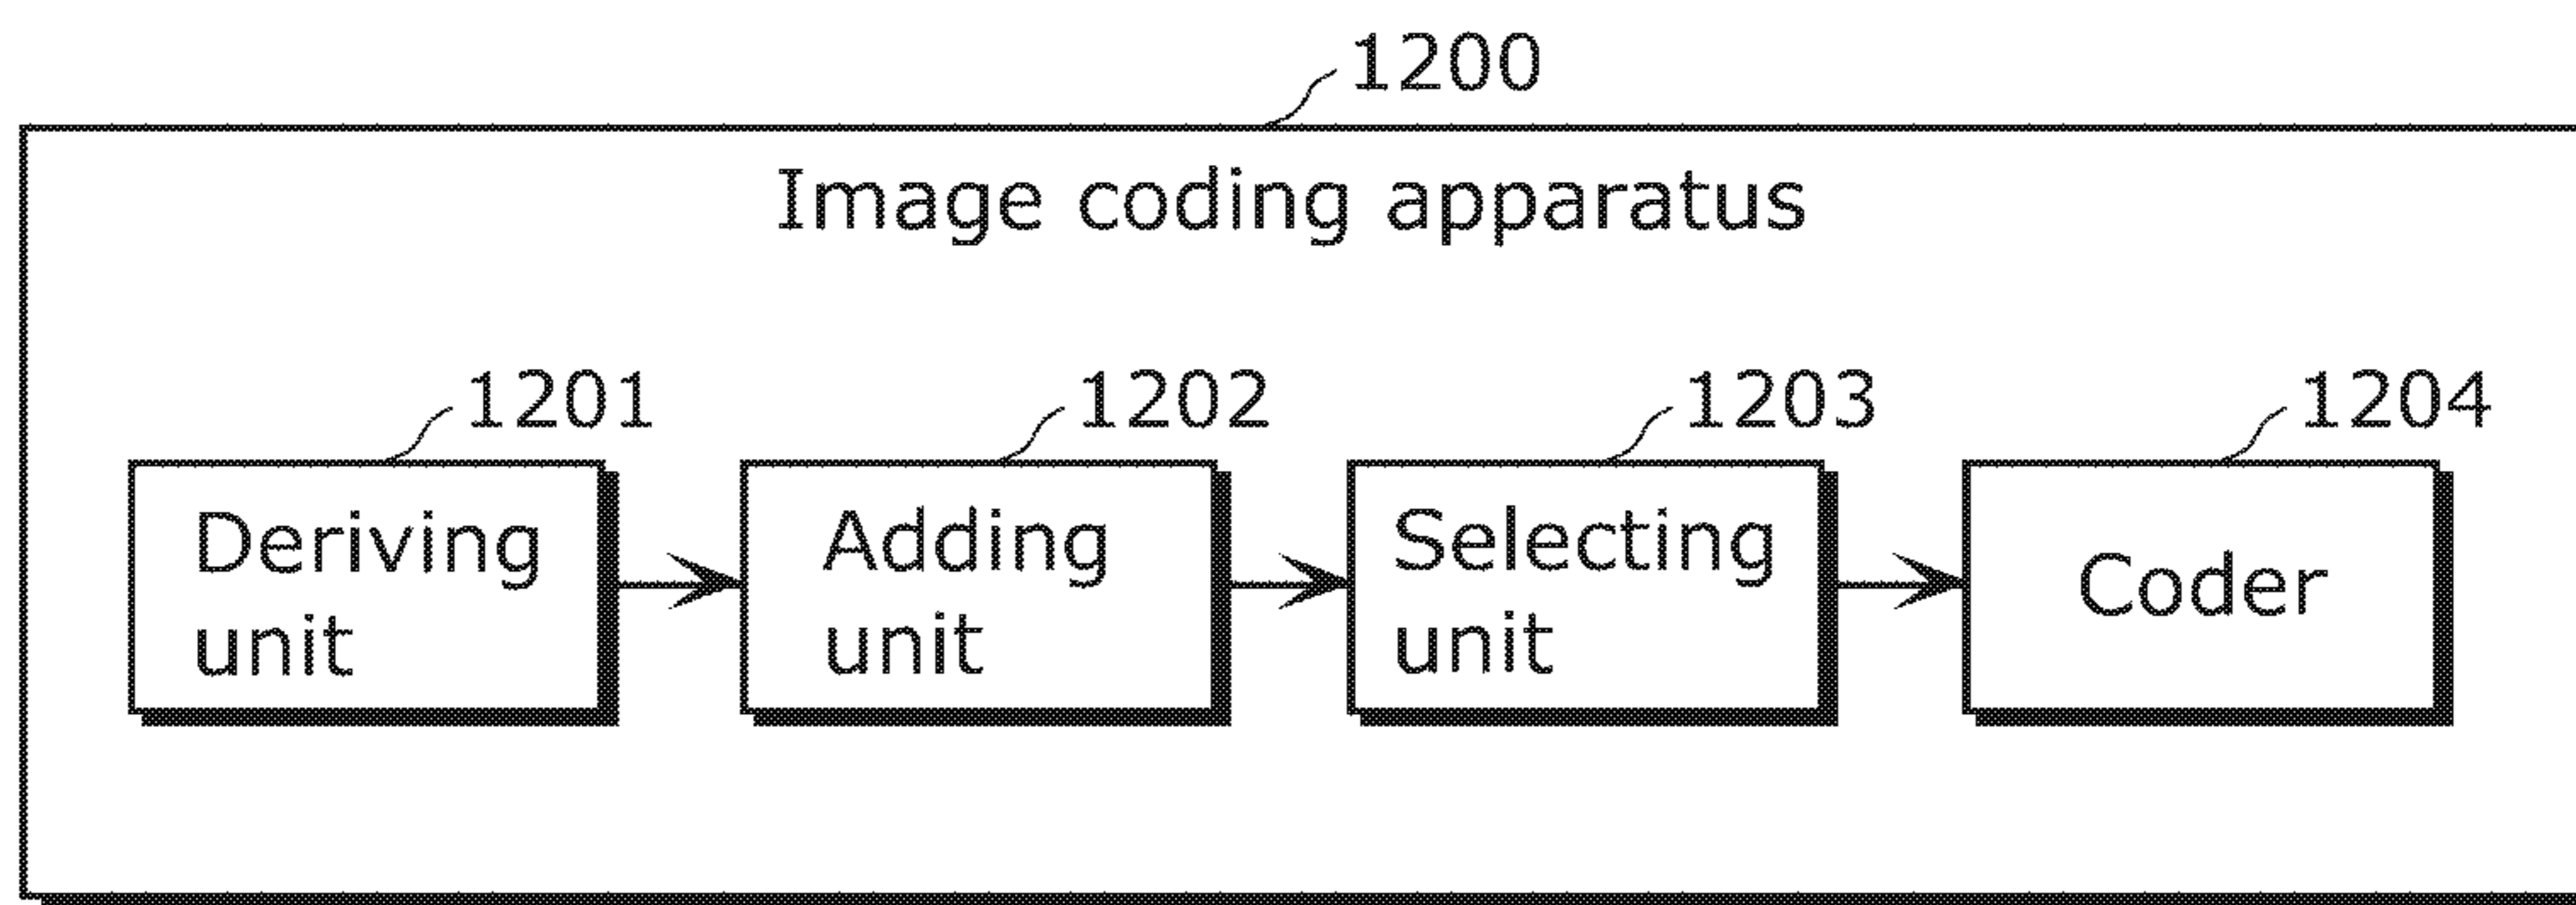 1200
Image coding apparatus
1201
1202
1203
1204
Deriving
unit
Adding
unit
Selecting
unit
Coder